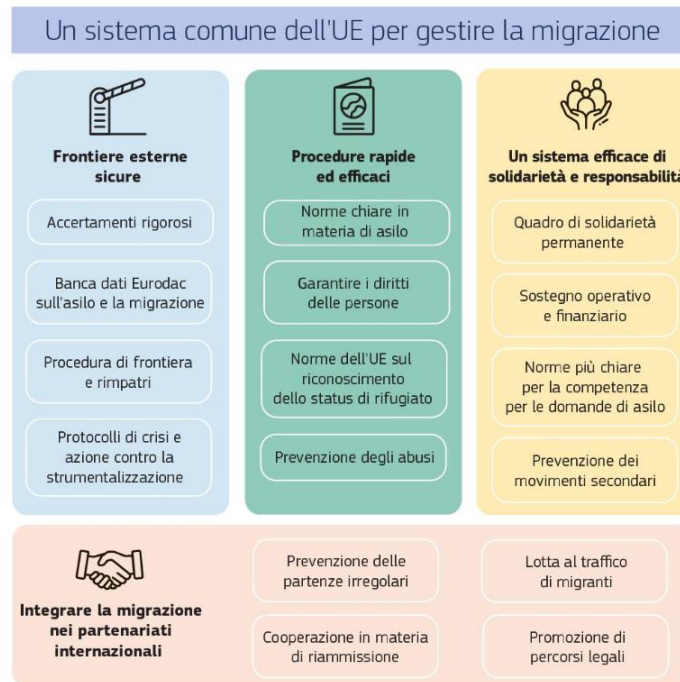 Un sistema comune dell'UE per gestire la migrazione
Frontiere esterne
sicure
Accertamenti rigorosi
Banca dati Eurodac
sull'asilo e la migrazione
Procedura di frontiera
e rimpatri
Protocolli di crisi e
azione contro la
strumentalizzazione
Procedure rapide
ed efficaci
Norme chiare in
materia di asilo
Garantire i diritti
delle persone
Norme dell'UE sul
riconoscimento
dello status di rifugiato
Prevenzione degli abusi
Un sistema efficace di
solidarietà e responsabilità
Quadro di solidarietà
permanente
Sostegno operativo
e finanziario
Norme più chiare
per la competenza
per le domande di asilo
Prevenzione dei
movimenti secondari
Integrare la migrazione
nei partenariati
internazionali
Prevenzione delle
partenze irregolari
Lotta al traffico
di migranti
Cooperazione in materia
di riammissione
Promozione di
percorsi legali